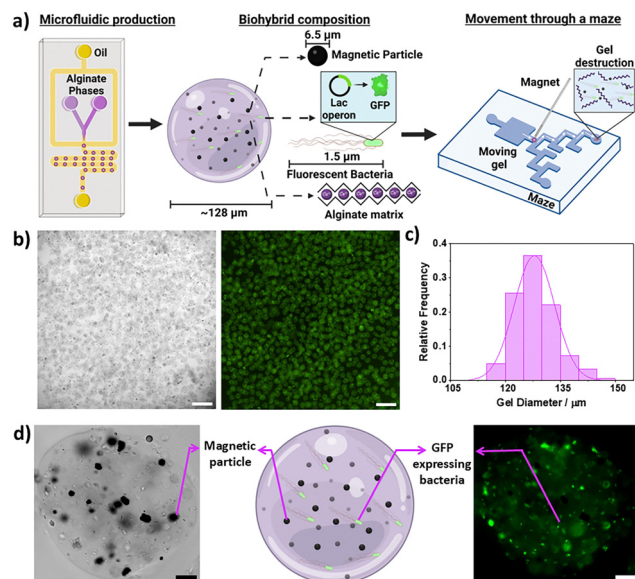 a)
Microfluidic production
Biohybrid composition
Movement through a maze
Oil
Alginate
Phases
6.5 µm
Magnetic Particle
Lac
operon
GFP
1.5 µm
Fluorescent Bacteria
~128 µm
Alginate matrix
Gel
destruction
Magnet
Moving
gel
Maze
b)
c)
Relative Frequency
0.4
0.3
0.2
0.1
0.0
105
120
135
150
Gel Diameter / µm
d)
Magnetic
particle
GFP
expressing
bacteria